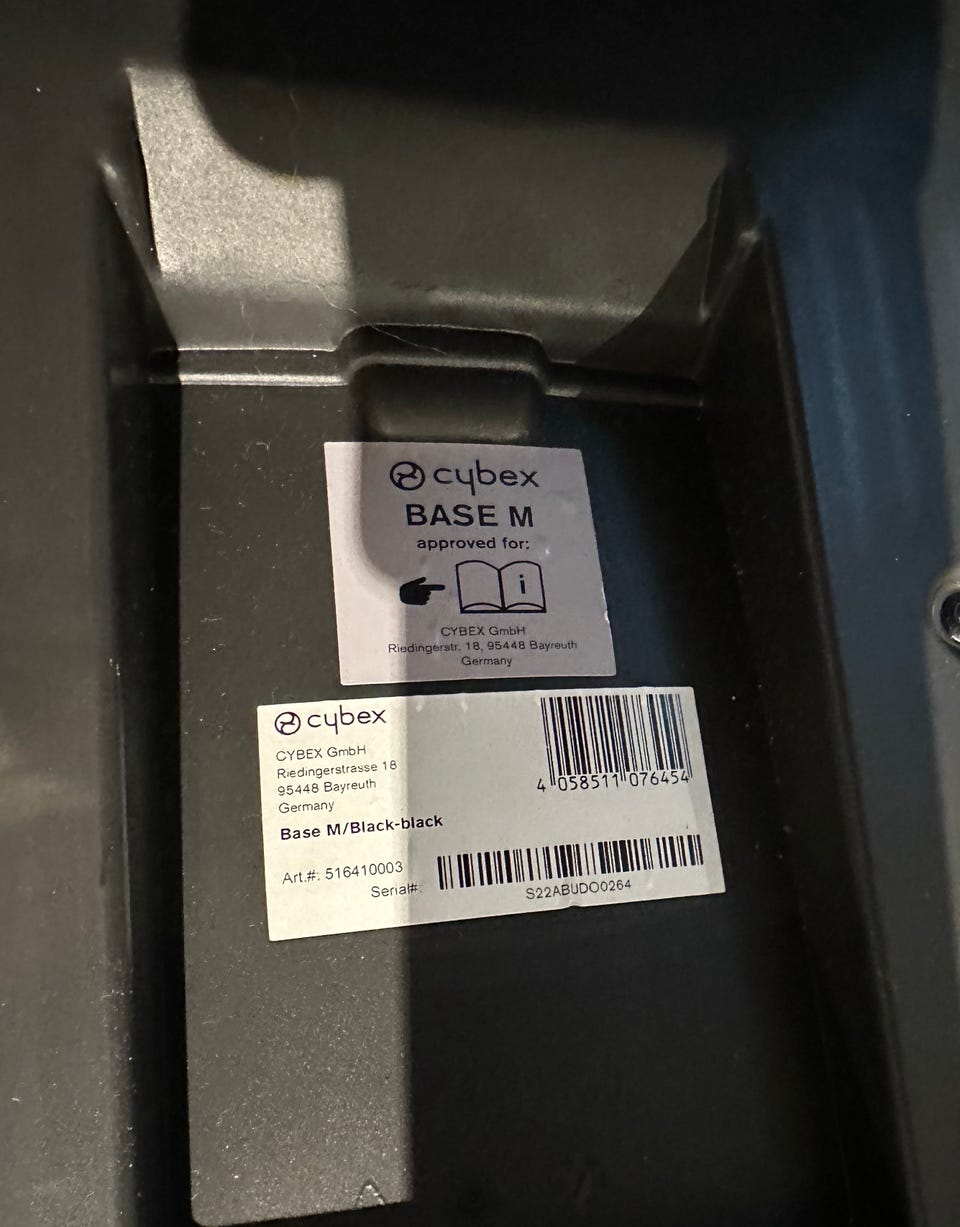 cybex
BASE M
approved for:
i
CYBEX GmbH
Riedingerstr. 18, 95448 Bayreuth
Germany
cybex
CYBEX GmbH
Riedingerstrasse 18
95448 Bayreuth
Germany
4 058511 076454
Base M/Black-black
Art.#: 516410003
Serial#:
S22ABUDO0264